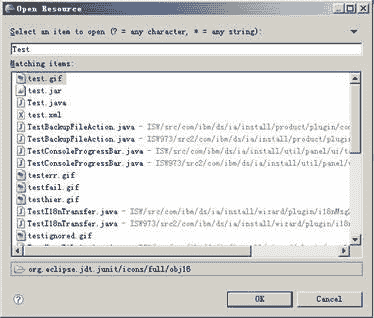 Open Resource
Select an item to open (? = any character, * = any string):
Test
Matching items:
test.gif
test.jar
Test.java
test.xml
TestBackupFileAction.java - ISW/src/com/ibm/ds/ia/install/product/plugin/com
TestBackupFileAction.java - ISW973/src2/com/ibm/ds/ia/install/product/plugin
TestConsoleProgressBar.java - ISW/src/com/ibm/ds/ia/install/util/panel/ui/te
TestConsoleProgressBar.java - ISW973/src2/com/ibm/ds/ia/install/util/panel/u
testerr.gif
testfail.gif
testhier.gif
TestI18nTransfer.java - ISW/src/com/ibm/ds/ia/install/wizard/plugin/i18nMsg
TestI18nTransfer.java - ISW973/src2/com/ibm/ds/ia/install/wizard/plugin/i18n
testignored.gif
org.eclipse.jdt.junit/icons/full/obj16
OK
Cancel